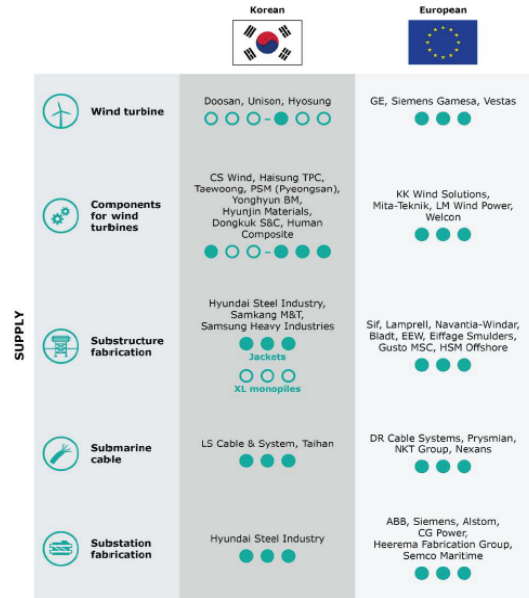 Korean
European
SUPPLY
Wind turbine
Doosan, Unison, Hyosung
GE, Siemens Gamesa, Vestas
Components
for wind
turbines
CS Wind, Haisung TPC,
Taewoong, PSM (Pyeongsan),
Yonghyun BM,
Hyunjin Materials,
Dongkuk S&C, Human
Composite
KK Wind Solutions,
Mita-Teknik, LM Wind Power,
Welcon
Substructure
fabrication
Hyundai Steel Industry,
Samkang M&T,
Samsung Heavy Industries
Jackets
XL monopiles
Sif, Lamprell, Navantia-Windar,
Bladt, EEW, Eiffage Smulders,
Gusto MSC, HSM Offshore
Submarine
cable
LS Cable & System, Taihan
DR Cable Systems, Prysmian,
NKT Group, Nexans
Substation
fabrication
Hyundai Steel Industry
ABB, Siemens, Alstom,
CG Power,
Heerema Fabrication Group,
Semco Maritime